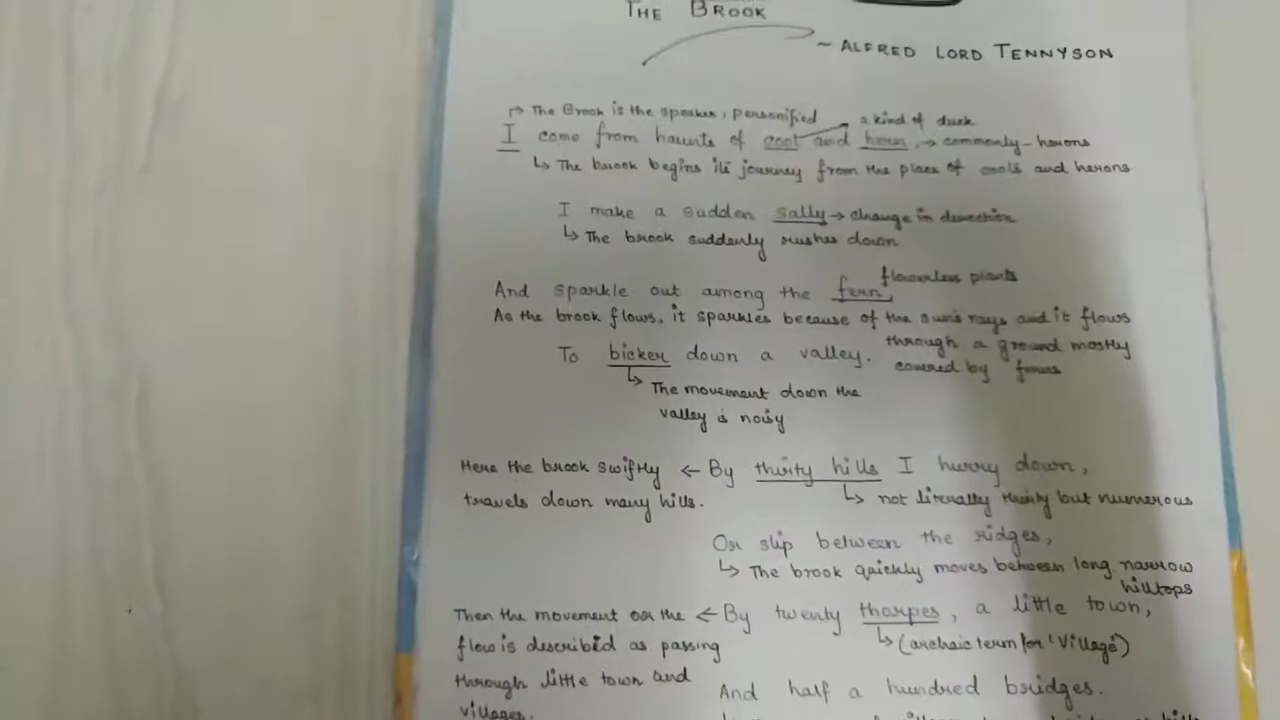 THE BROOK
~ ALFRED LORD TENNYSON
↱ The Brook is the speaker, personified
a kind of duck
I come from haunts of coot and hern, → commonly - herons
↳ The brook begins its journey from the place of coots and herons
I make a sudden sally → change in direction
↳ The brook suddenly rushes down
flowerless plants
And sparkle out among the fern,
As the brook flows, it sparkles because of the sun's rays and it flows
through a ground mostly
covered by ferns
To bicker down a valley.
↳ The movement down the
valley is noisy
Here the brook swiftly ← By thirty hills I hurry down,
travels down many hills.
↳ not literally thirty but numerous
Or slip between the ridges,
↳ The brook quickly moves between long narrow
hilltops
Then the movement or the ← By twenty thorpes, a little town,
flow is described as passing
↳ (archaic term for 'Village')
through little town and
villages.
And half a hundred bridges.